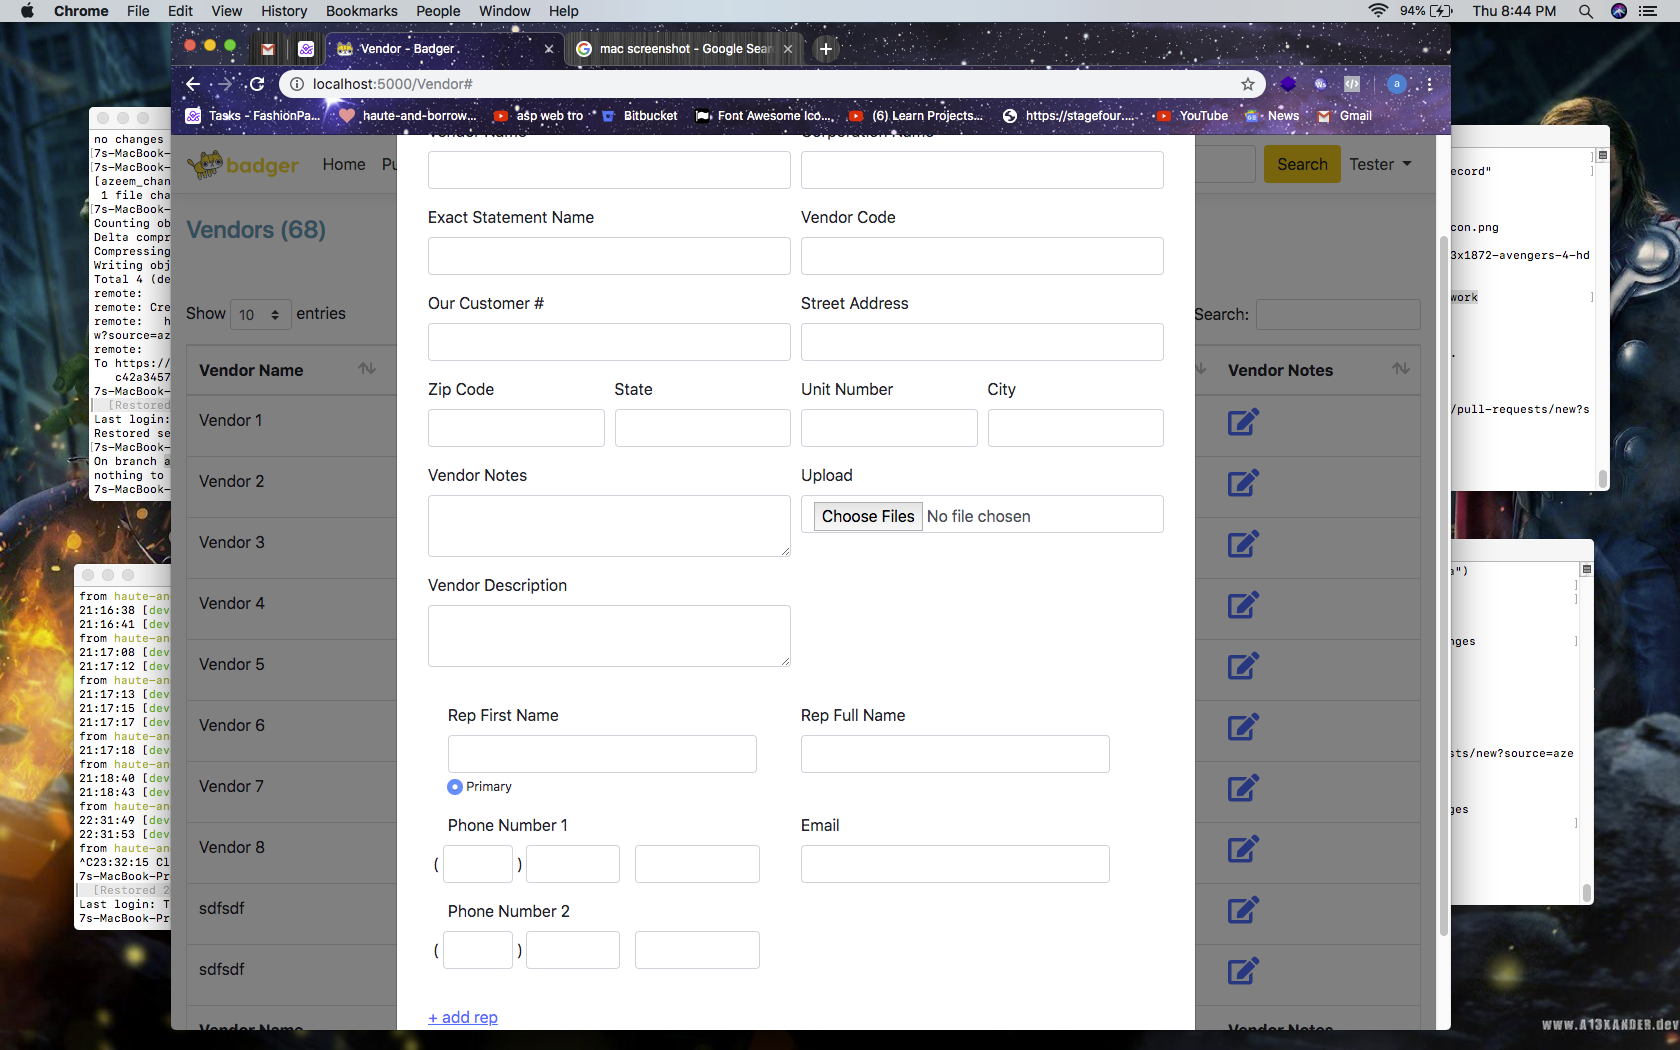 Chrome File Edit View History Bookmarks People Window Help 94% Thu 8:44 PM
Vendor - Badger
mac screenshot - Google Sear
localhost:5000/Vendor#
a
Tasks - FashionPa... haute-and-borrow... asp web tro Bitbucket Font Awesome Ico... (6) Learn Projects... https://stagefour.... YouTube News Gmail
Vendor Name Corporation Name
badger Home Pu Search Tester
Vendors (68)
Exact Statement Name Vendor Code
Our Customer # Street Address
Show 10 entries Search:
Vendor Name Vendor Notes
Zip Code State Unit Number City
Vendor 1
Vendor Notes Upload
Vendor 2
Choose Files No file chosen
Vendor 3
Vendor Description
Vendor 4
Vendor 5
Rep First Name Rep Full Name
Vendor 6
Primary
Vendor 7
Phone Number 1 Email
Vendor 8
( )
sdfsdf
Phone Number 2
( )
sdfsdf
+ add rep
Vendor Name Vendor Notes
no changes
[7s-MacBook-
[7s-MacBook-
[azeem_chan
1 file cha
[7s-MacBook-
Counting ob
Delta compr
Compressing
Writing obj
Total 4 (de
remote:
remote: Cre
remote: h
w?source=aze
remote:
To https://
c42a3457
7s-MacBook-
[Restored
Last login:
Restored se
[7s-MacBook-
On branch a
nothing to
7s-MacBook-
from haute-an
21:16:38 [dev
21:16:41 [dev
from haute-an
21:17:08 [dev
21:17:12 [dev
from haute-an
21:17:13 [dev
21:17:15 [dev
21:17:17 [dev
from haute-an
21:17:18 [dev
from haute-an
21:18:40 [dev
21:18:43 [dev
from haute-an
22:31:49 [dev
22:31:53 [dev
from haute-an
^C23:32:15 Cl
7s-MacBook-Pr
[Restored 2
Last login: T
7s-MacBook-Pr
ecord"
con.png
3x1872-avengers-4-hd
work
.
/pull-requests/new?s
a")
nges
sts/new?source=aze
ges
www.A13XANDER.dev